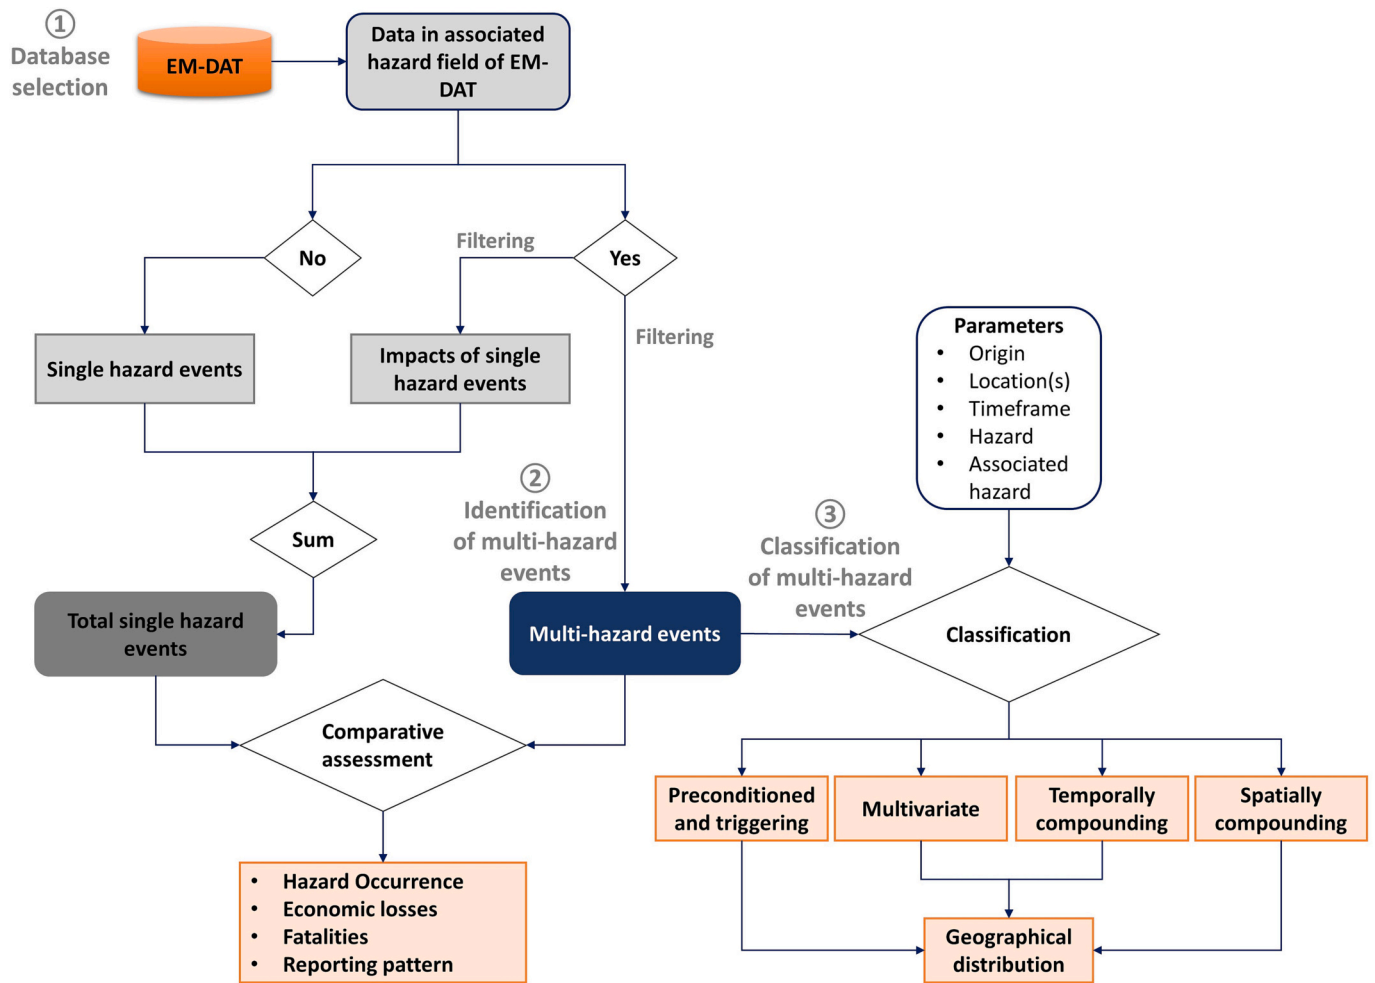 ①
Database
selection
EM-DAT
Data in associated
hazard field of EM-
DAT
No
Filtering
Yes
Filtering
Single hazard events
Impacts of single
hazard events
Parameters
• Origin
• Location(s)
• Timeframe
• Hazard
• Associated
hazard
②
Identification
of multi-hazard
events
③
Classification
of multi-hazard
events
Sum
Total single hazard
events
Multi-hazard events
Classification
Comparative
assessment
Preconditioned
and triggering
Multivariate
Temporally
compounding
Spatially
compounding
• Hazard Occurrence
• Economic losses
• Fatalities
• Reporting pattern
Geographical
distribution